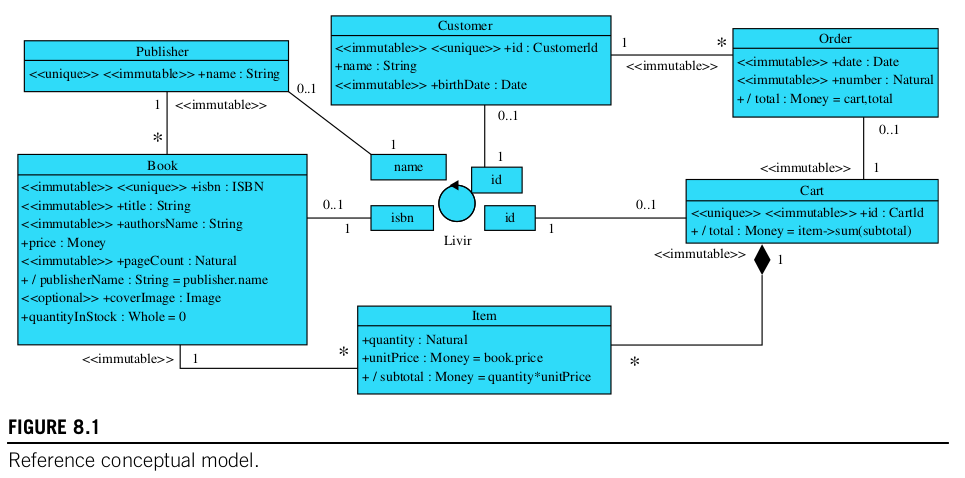 Customer
<<immutable>> <<unique>> +id : CustomerId
+name : String
<<immutable>> +birthDate : Date
Publisher
<<unique>> <<immutable>> +name : String
Order
<<immutable>> +date : Date
<<immutable>> +number : Natural
+ / total : Money = cart,total
1
*
<<immutable>>
0..1
1
<<immutable>>
*
0..1
1
0..1
1
0..1
<<immutable>>
1
Book
<<immutable>> <<unique>> +isbn : ISBN
<<immutable>> +title : String
<<immutable>> +authorsName : String
+price : Money
<<immutable>> +pageCount : Natural
+ / publisherName : String = publisher.name
<<optional>> +coverImage : Image
+quantityInStock : Whole = 0
name
id
isbn
id
Livir
0..1
1
1
0..1
Cart
<<unique>> <<immutable>> +id : CartId
+ / total : Money = item->sum(subtotal)
<<immutable>>
1
Item
+quantity : Natural
+unitPrice : Money = book.price
+ / subtotal : Money = quantity*unitPrice
<<immutable>>
1
*
*
FIGURE 8.1
Reference conceptual model.